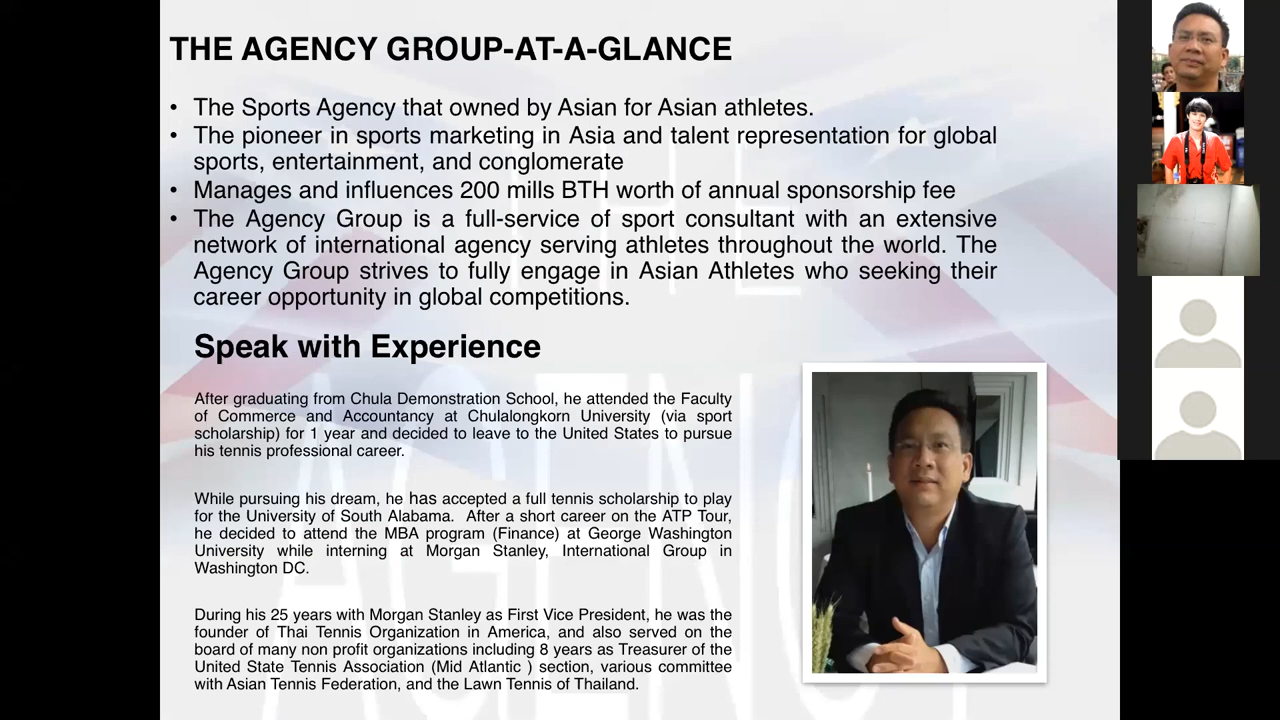 THE AGENCY GROUP-AT-A-GLANCE
• The Sports Agency that owned by Asian for Asian athletes.
• The pioneer in sports marketing in Asia and talent representation for global
sports, entertainment, and conglomerate
• Manages and influences 200 mills BTH worth of annual sponsorship fee
• The Agency Group is a full-service of sport consultant with an extensive
network of international agency serving athletes throughout the world. The
Agency Group strives to fully engage in Asian Athletes who seeking their
career opportunity in global competitions.
Speak with Experience
After graduating from Chula Demonstration School, he attended the Faculty
of Commerce and Accountancy at Chulalongkorn University (via sport
scholarship) for 1 year and decided to leave to the United States to pursue
his tennis professional career.
While pursuing his dream, he has accepted a full tennis scholarship to play
for the University of South Alabama. After a short career on the ATP Tour,
he decided to attend the MBA program (Finance) at George Washington
University while interning at Morgan Stanley, International Group in
Washington DC.
During his 25 years with Morgan Stanley as First Vice President, he was the
founder of Thai Tennis Organization in America, and also served on the
board of many non profit organizations including 8 years as Treasurer of the
United State Tennis Association (Mid Atlantic ) section, various committee
with Asian Tennis Federation, and the Lawn Tennis of Thailand.